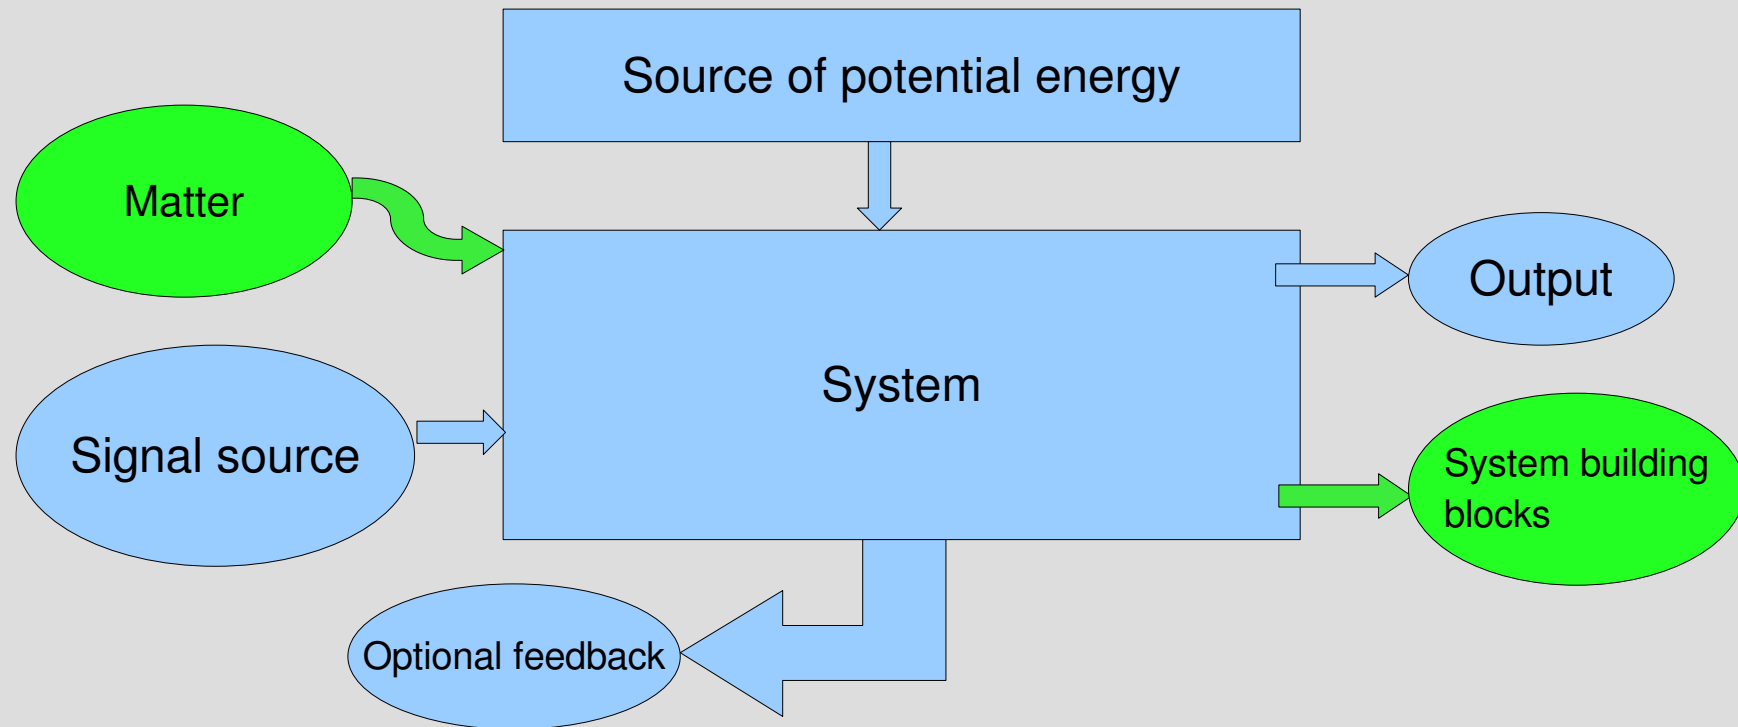 Source of potential energy
Matter
Output
System
Signal source
System building
blocks
Optional feedback